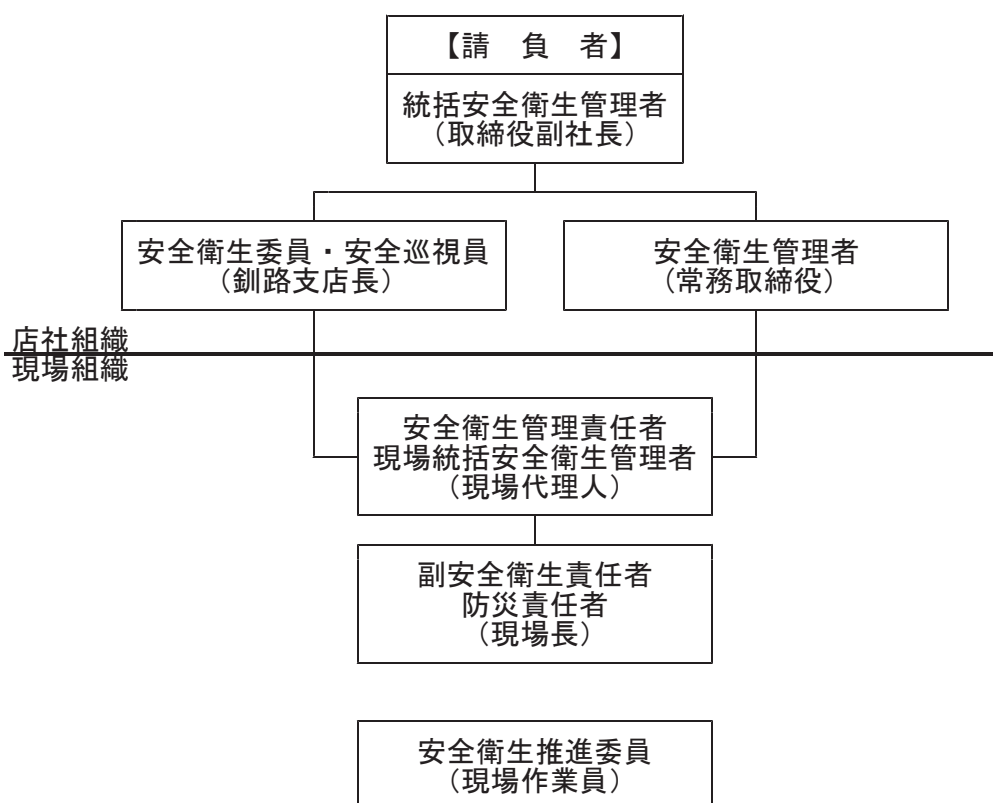 【請　負　者】
統括安全衛生管理者
（取締役副社長）
安全衛生委員・安全巡視員
（釧路支店長）
安全衛生管理者
（常務取締役）
店社組織
現場組織
安全衛生管理責任者
現場統括安全衛生管理者
（現場代理人）
副安全衛生責任者
防災責任者
（現場長）
安全衛生推進委員
（現場作業員）